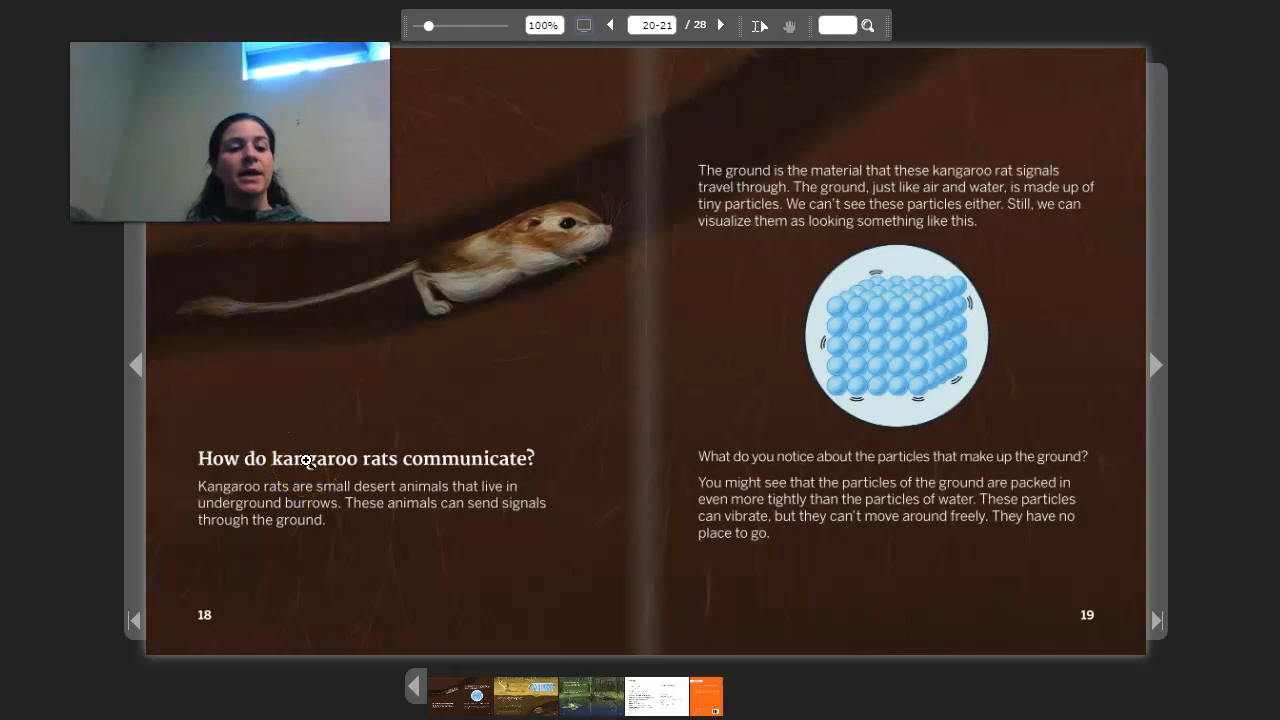 100%
20-21
/ 28
How do kangaroo rats communicate?
Kangaroo rats are small desert animals that live in
underground burrows. These animals can send signals
through the ground.
18
The ground is the material that these kangaroo rat signals
travel through. The ground, just like air and water, is made up of
tiny particles. We can't see these particles either. Still, we can
visualize them as looking something like this.
What do you notice about the particles that make up the ground?
You might see that the particles of the ground are packed in
even more tightly than the particles of water. These particles
can vibrate, but they can't move around freely. They have no
place to go.
19